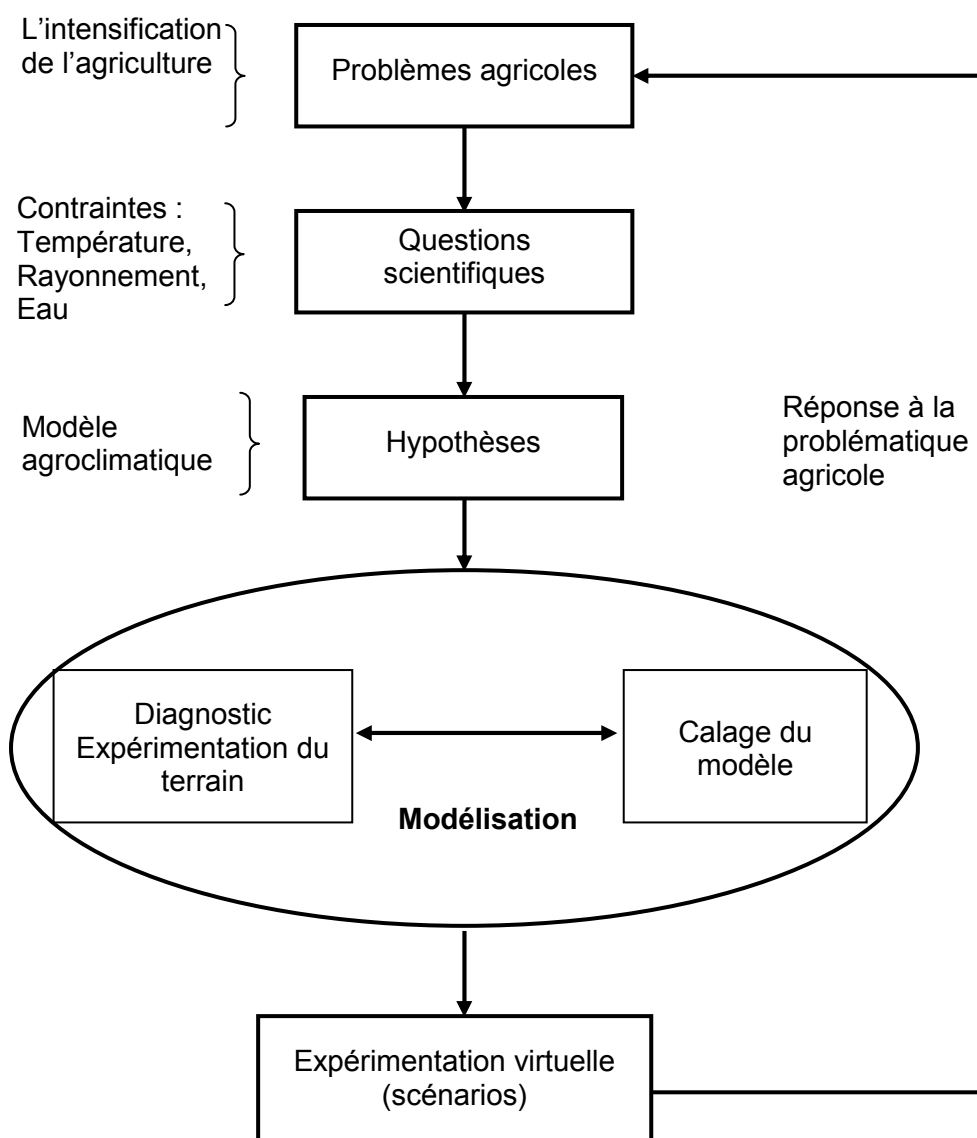 L’intensification
de l’agriculture
Problèmes agricoles
Contraintes :
Température,
Rayonnement,
Eau
Questions
scientifiques
Modèle
agroclimatique
Hypothèses
Réponse à la
problématique
agricole
Diagnostic
Expérimentation du
terrain
Calage du
modèle
Modélisation
Expérimentation virtuelle
(scénarios)